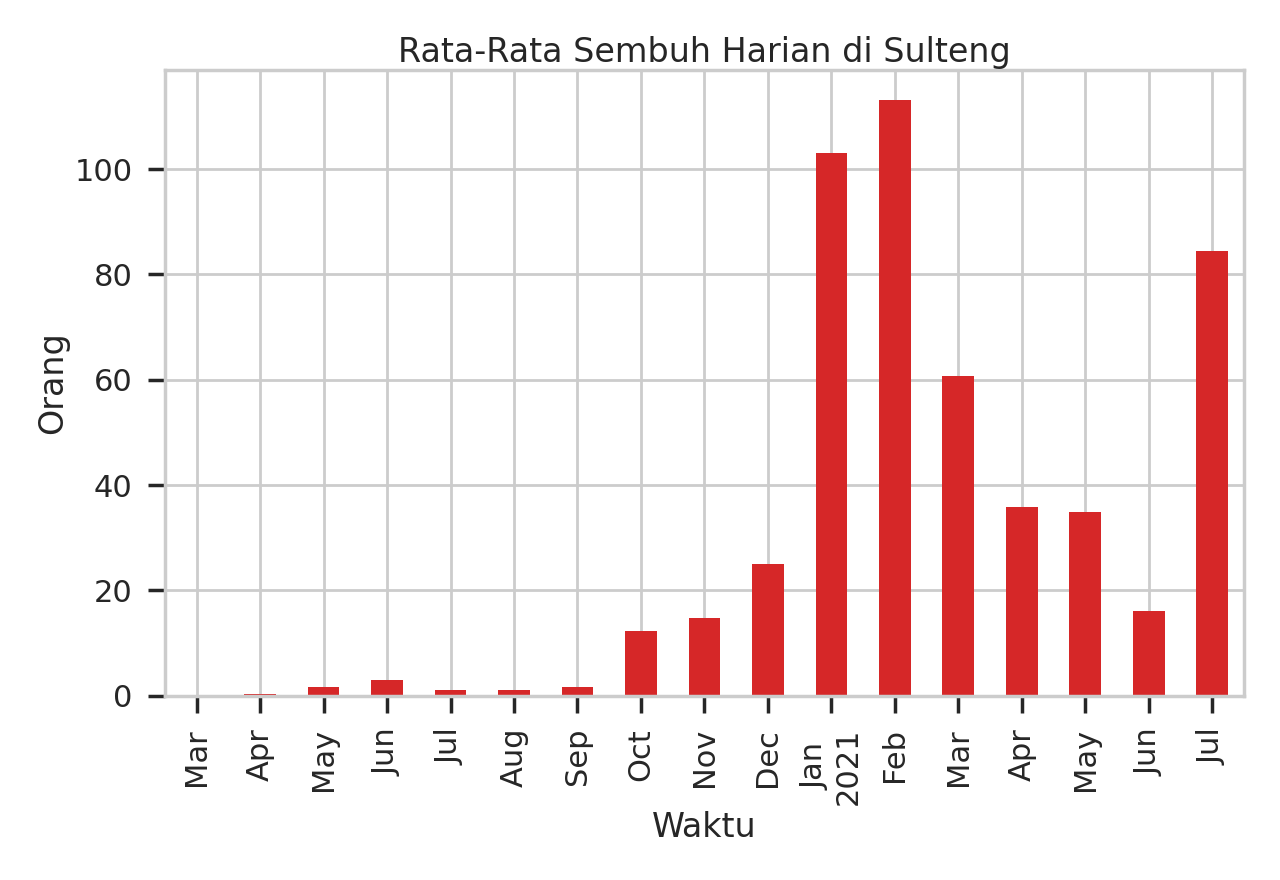 Rata-Rata Sembuh Harian di Sulteng
Orang
100
80
60
40
20
0
Mar
Apr
May
Jun
Jul
Aug
Sep
Oct
Nov
Dec
Jan
2021
Feb
Mar
Apr
May
Jun
Jul
Waktu